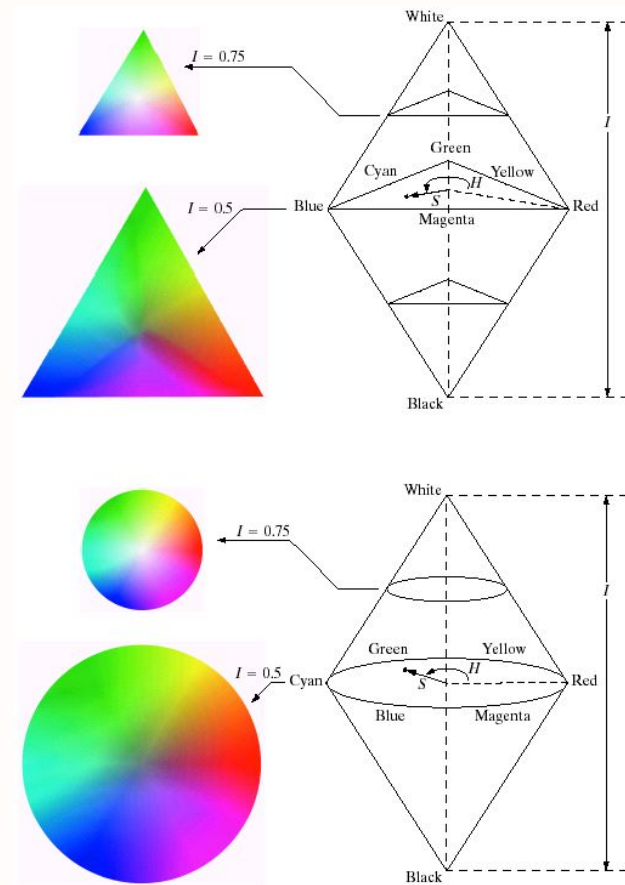 White
I = 0.75
I
Green
Cyan
Yellow
H
I = 0.5
Blue
S
Red
Magenta
Black
White
I = 0.75
I
Green
Yellow
I = 0.5
H
Cyan
S
Red
Blue
Magenta
Black